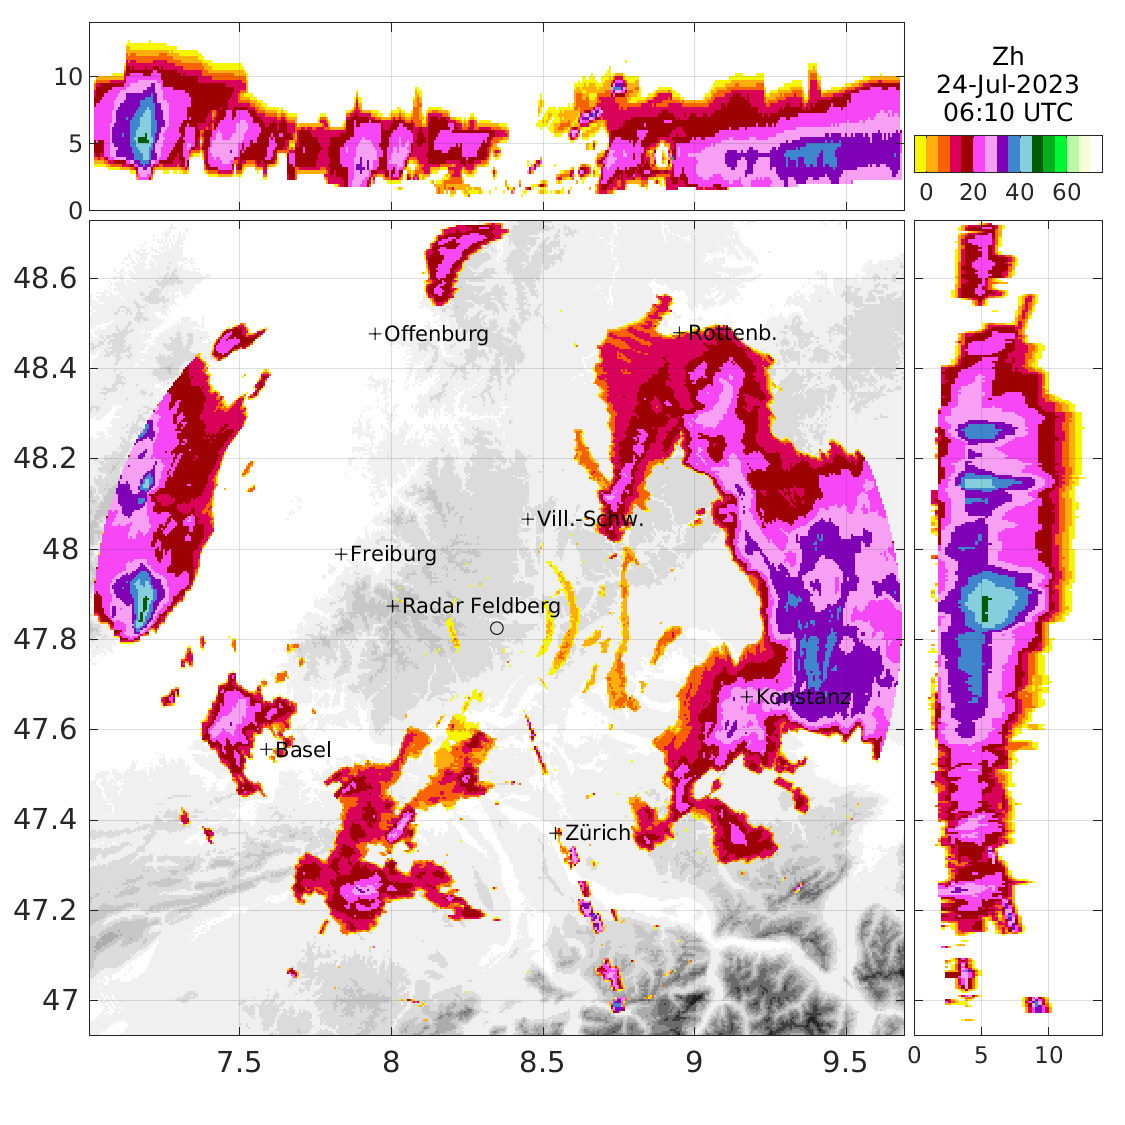 10
5
0
Zh
24-Jul-2023
06:10 UTC
0 20 40 60
48.6
48.4
48.2
48
47.8
47.6
47.4
47.2
47
+Offenburg
+Rottenb.
+Vill.-Schw.
+Freiburg
+Radar Feldberg
+Konstanz
+Basel
+Zürich
7.5 8 8.5 9 9.5
0 5 10